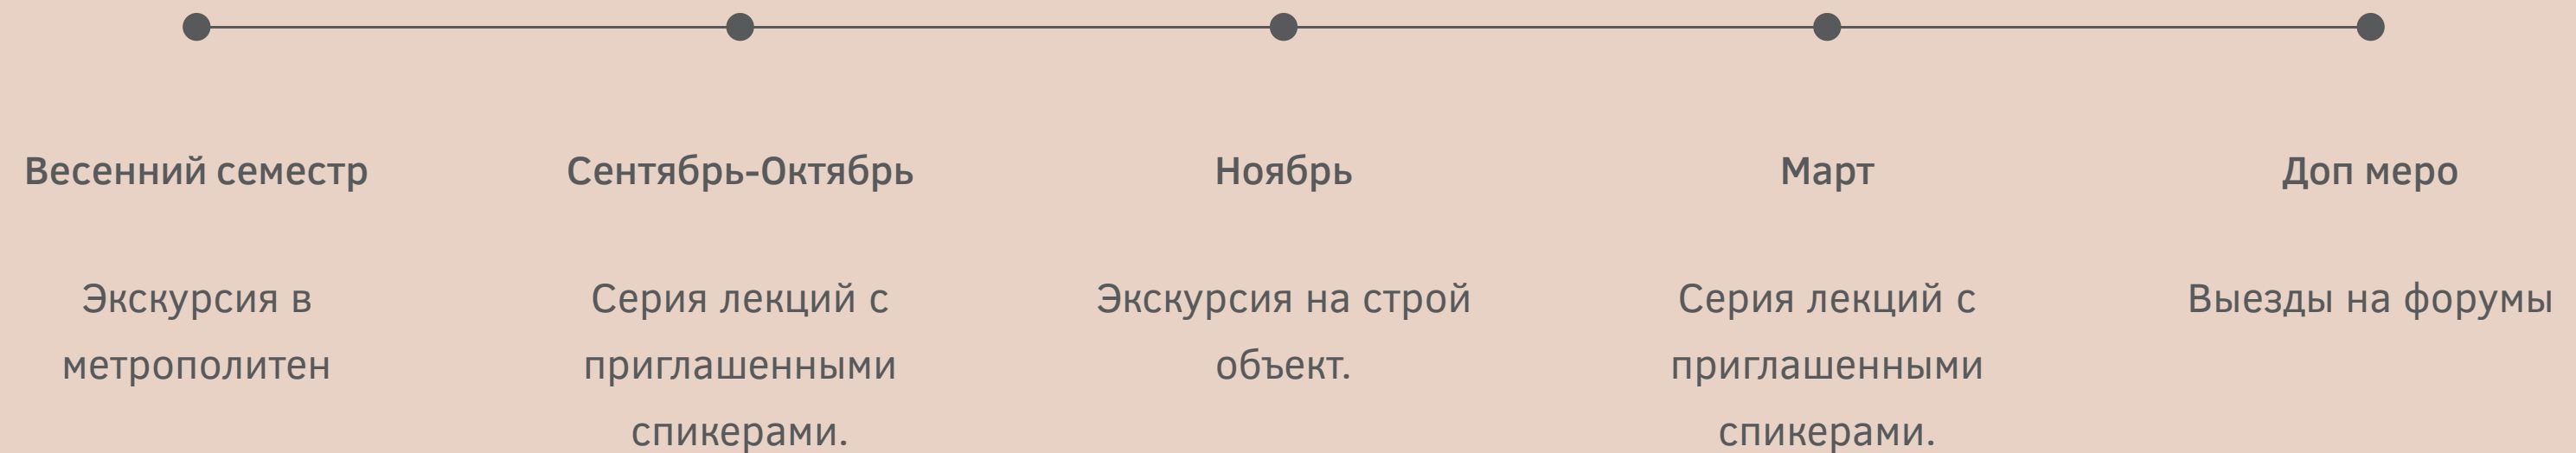 Весенний семестр
Экскурсия в
метрополитен
Сентябрь-Октябрь
Серия лекций с
приглашенными
спикерами.
Ноябрь
Экскурсия на строй
объект.
Март
Серия лекций с
приглашенными
спикерами.
Доп меро
Выезды на форумы